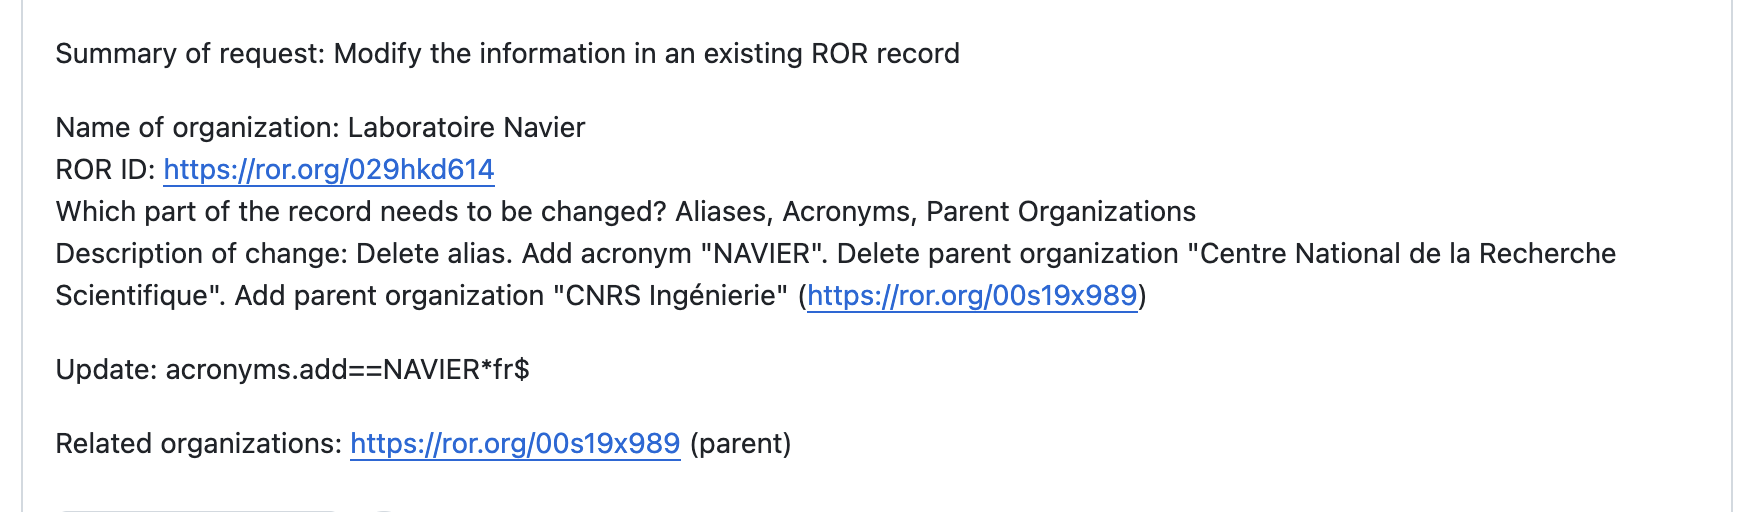 Summary of request: Modify the information in an existing ROR record
Name of organization: Laboratoire Navier
ROR ID: https://ror.org/029hkd614
Which part of the record needs to be changed? Aliases, Acronyms, Parent Organizations
Description of change: Delete alias. Add acronym "NAVIER". Delete parent organization "Centre National de la Recherche
Scientifique". Add parent organization "CNRS Ingénierie" (https://ror.org/00s19x989)
Update: acronyms.add==NAVIER*fr$
Related organizations: https://ror.org/00s19x989 (parent)